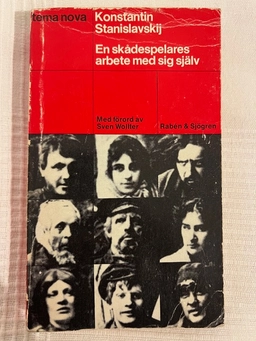 tema nova
Konstantin
Stanislavskij
En skådespelares
arbete med sig själv
Med förord av
Sven Wollter
Rabén & Sjögren